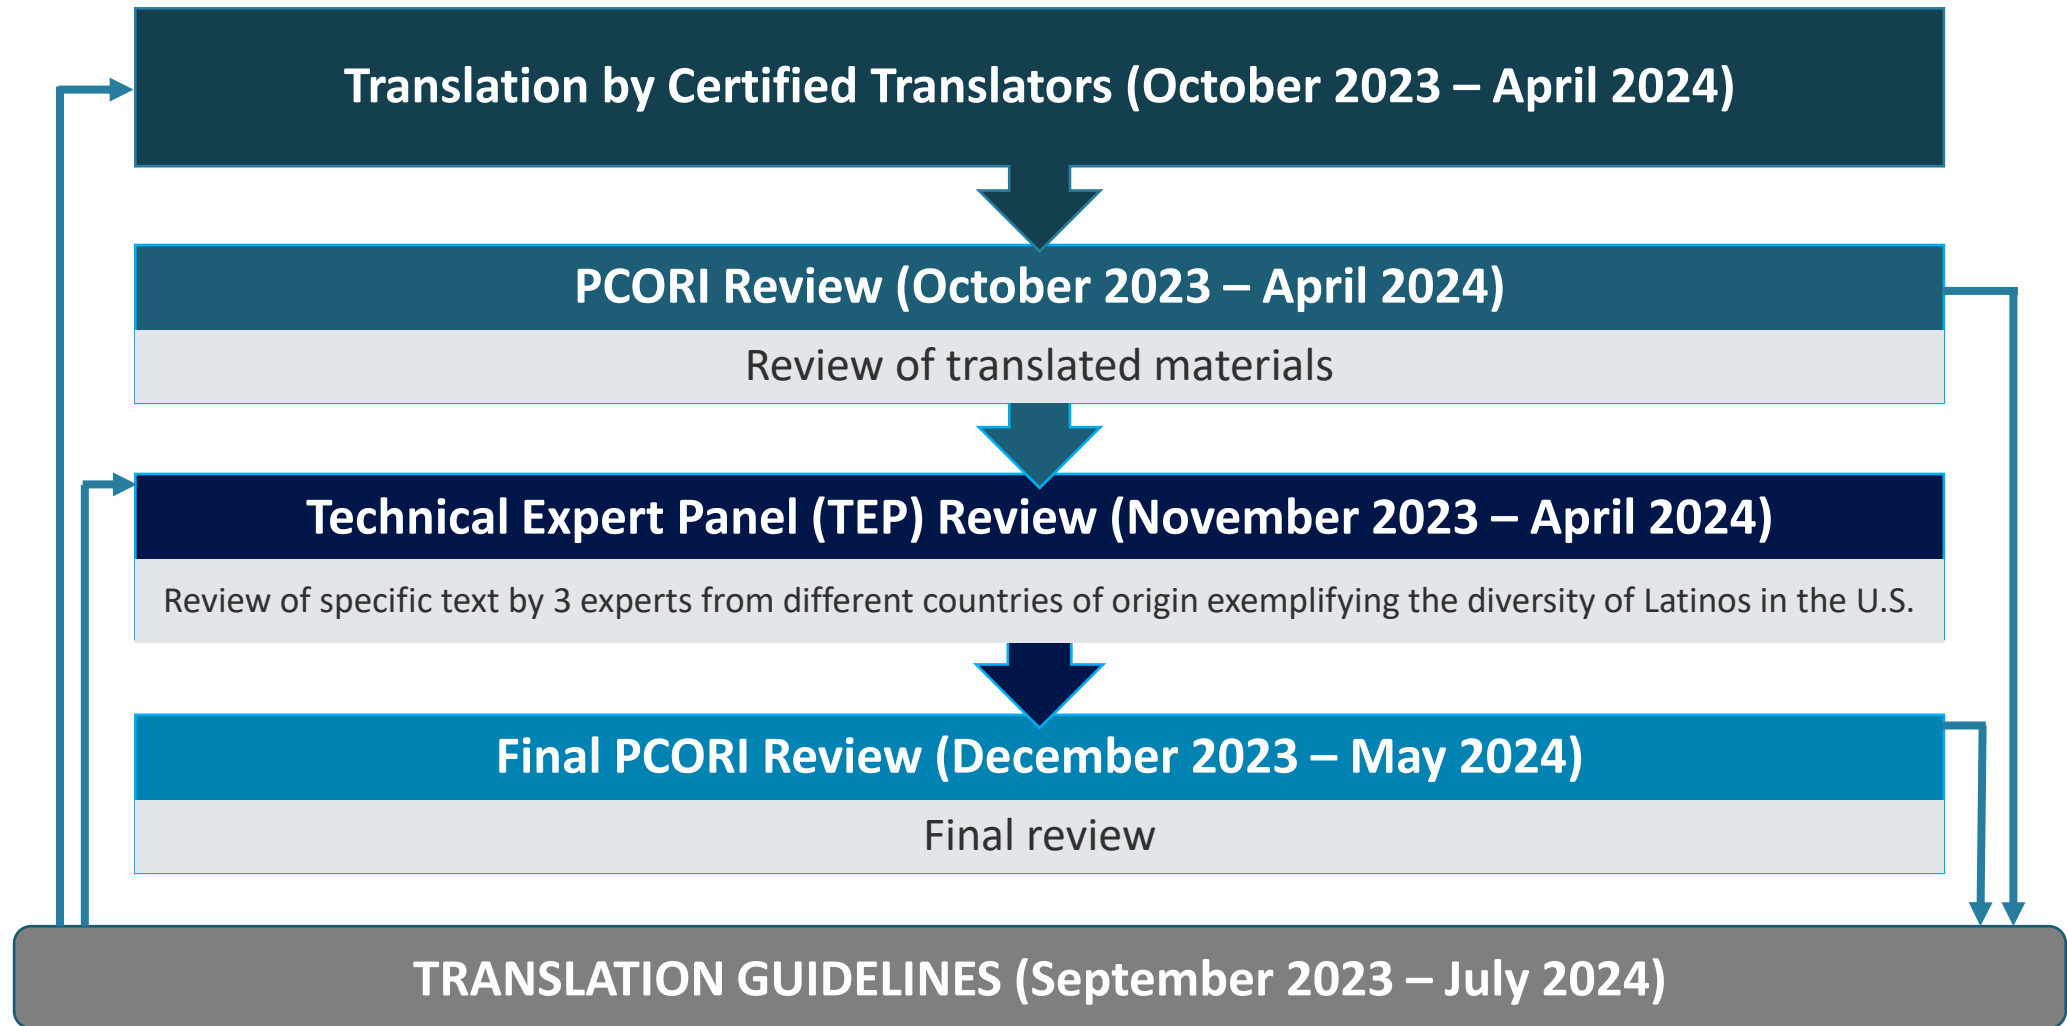 Translation by Certified Translators (October 2023 – April 2024)
PCORI Review (October 2023 – April 2024)
Review of translated materials
Technical Expert Panel (TEP) Review (November 2023 – April 2024)
Review of specific text by 3 experts from different countries of origin exemplifying the diversity of Latinos in the U.S.
Final PCORI Review (December 2023 – May 2024)
Final review
TRANSLATION GUIDELINES (September 2023 – July 2024)